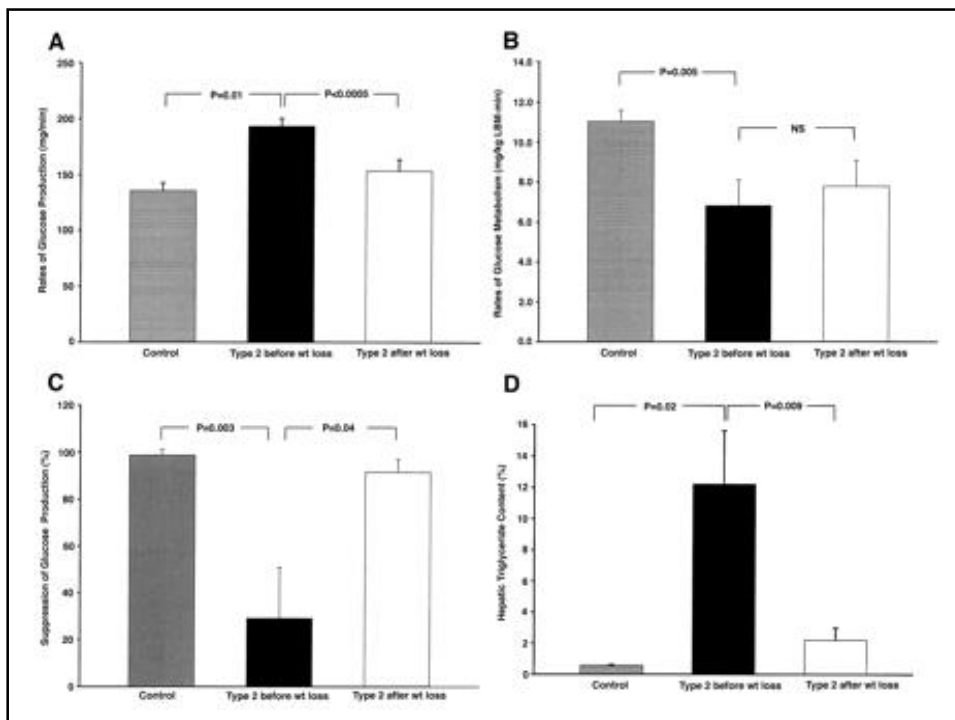 A
Rates of Glucose Production (mg/min)
250
200
150
100
50
0
P=0.01
P<0.0005
Control
Type 2 before wt loss
Type 2 after wt loss
B
Rates of Glucose Metabolism (mg/kg LBM-min)
14.0
12.0
10.0
8.0
6.0
4.0
2.0
0.0
P=0.005
NS
Control
Type 2 before wt loss
Type 2 after wt loss
C
Suppression of Glucose Production (%)
120
100
80
60
40
20
0
P=0.003
P=0.04
Control
Type 2 before wt loss
Type 2 after wt loss
D
Hepatic Triglyceride Content (%)
16
14
12
10
8
6
4
2
0
P=0.02
P=0.009
Control
Type 2 before wt loss
Type 2 after wt loss